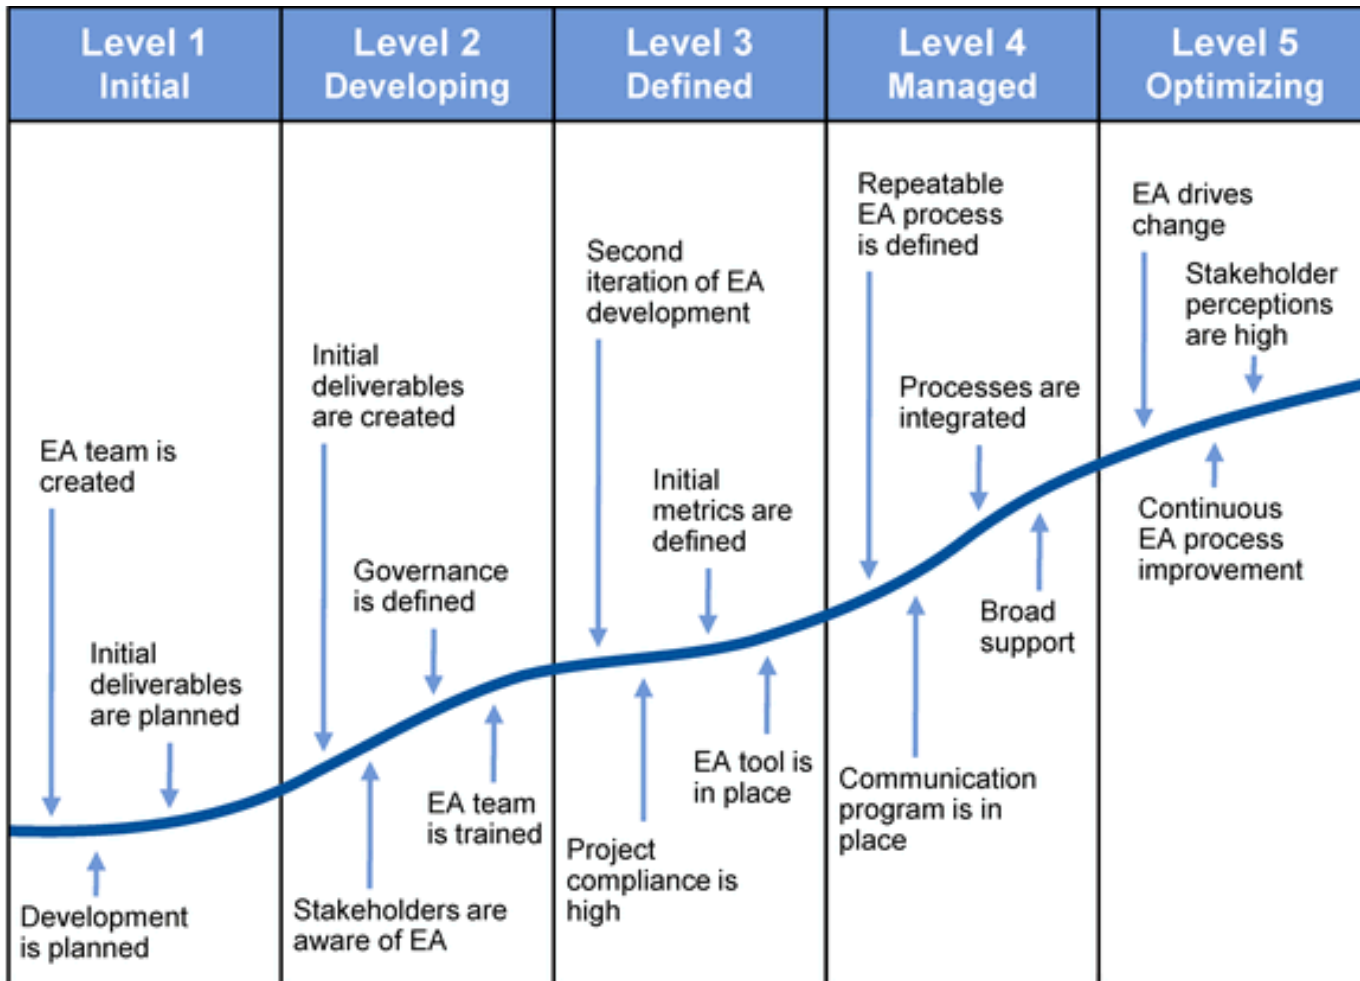 Level 1
Initial
Level 2
Developing
Level 3
Defined
Level 4
Managed
Level 5
Optimizing
EA team is
created
Initial
deliverables
are planned
Development
is planned
Initial
deliverables
are created
Governance
is defined
EA team
is trained
Stakeholders are
aware of EA
Second
iteration of EA
development
Initial
metrics are
defined
EA tool is
in place
Project
compliance is
high
Repeatable
EA process
is defined
Processes are
integrated
Broad
support
Communication
program is in
place
EA drives
change
Stakeholder
perceptions
are high
Continuous
EA process
improvement